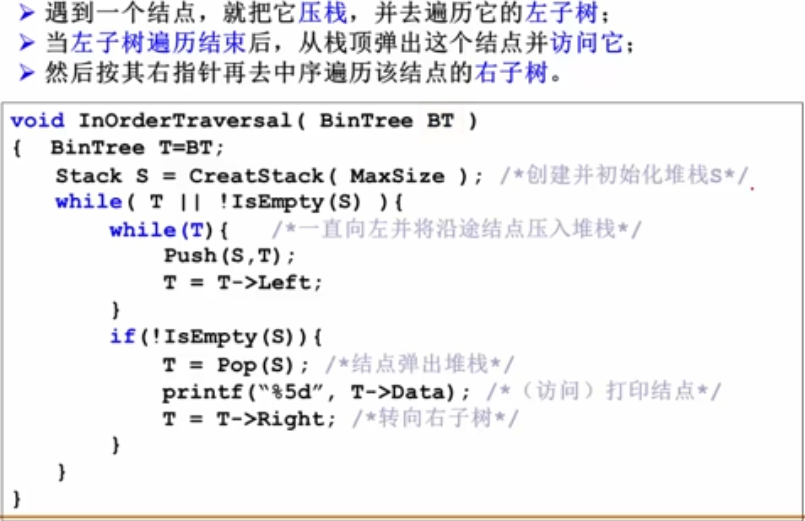 ➢ 遇到一个结点，就把它压栈，并去遍历它的左子树；
➢ 当左子树遍历结束后，从栈顶弹出这个结点并访问它；
➢ 然后按其右指针再去中序遍历该结点的右子树。
void InOrderTraversal( BinTree BT )
{  BinTree T=BT;
   Stack S = CreatStack( MaxSize ); /*创建并初始化堆栈S*/
   while( T || !IsEmpty(S) ){
      while(T){   /*一直向左并将沿途结点压入堆栈*/
         Push(S,T);
         T = T->Left;
      }
      if(!IsEmpty(S)){
         T = Pop(S); /*结点弹出堆栈*/
         printf(“%5d”, T->Data); /*（访问）打印结点*/
         T = T->Right; /*转向右子树*/
      }
   }
}